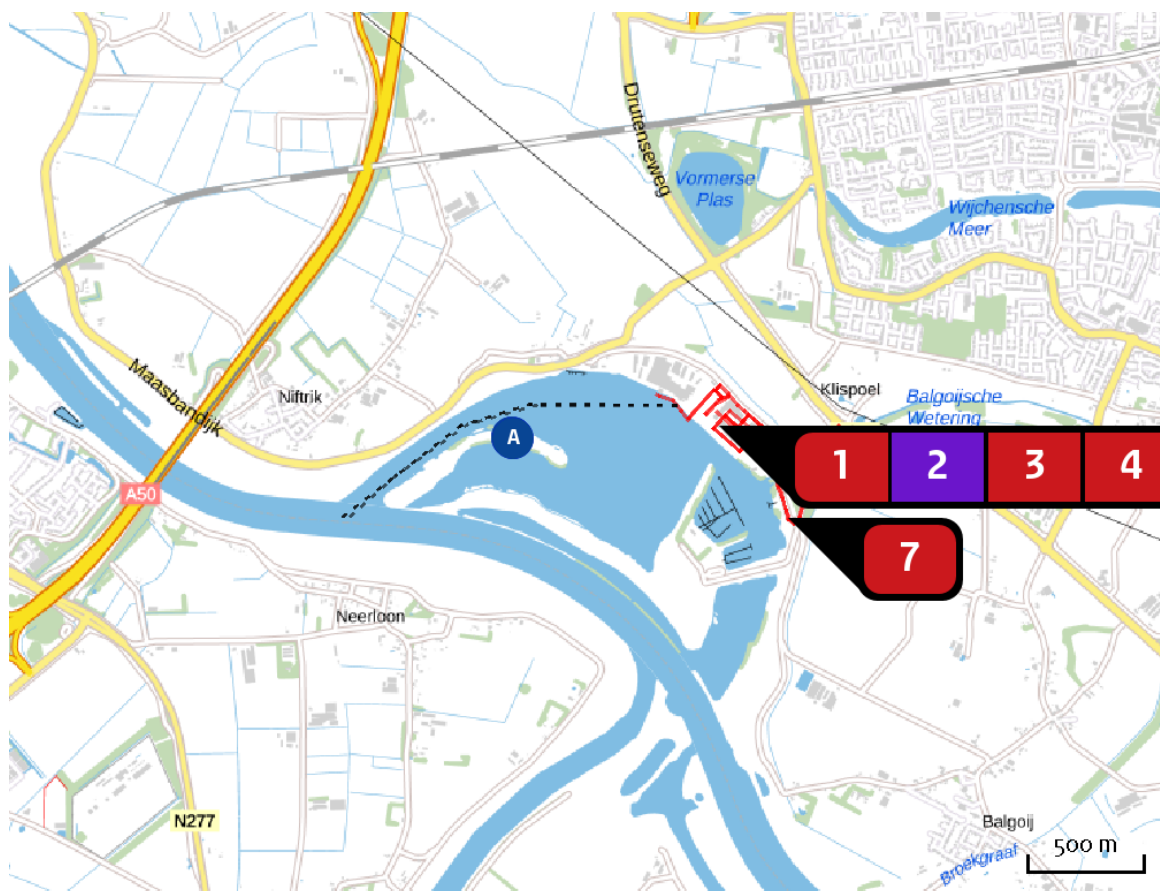 Drutenseweg
Vormerse
Plas
Wijchensche
Meer
Maasbandijk
Niftrik
Klispoel
Balgoijsche
Wetering
A
1
2
3
4
A50
7
Neerloon
N277
Balgoij
500 m
Broekgraaf